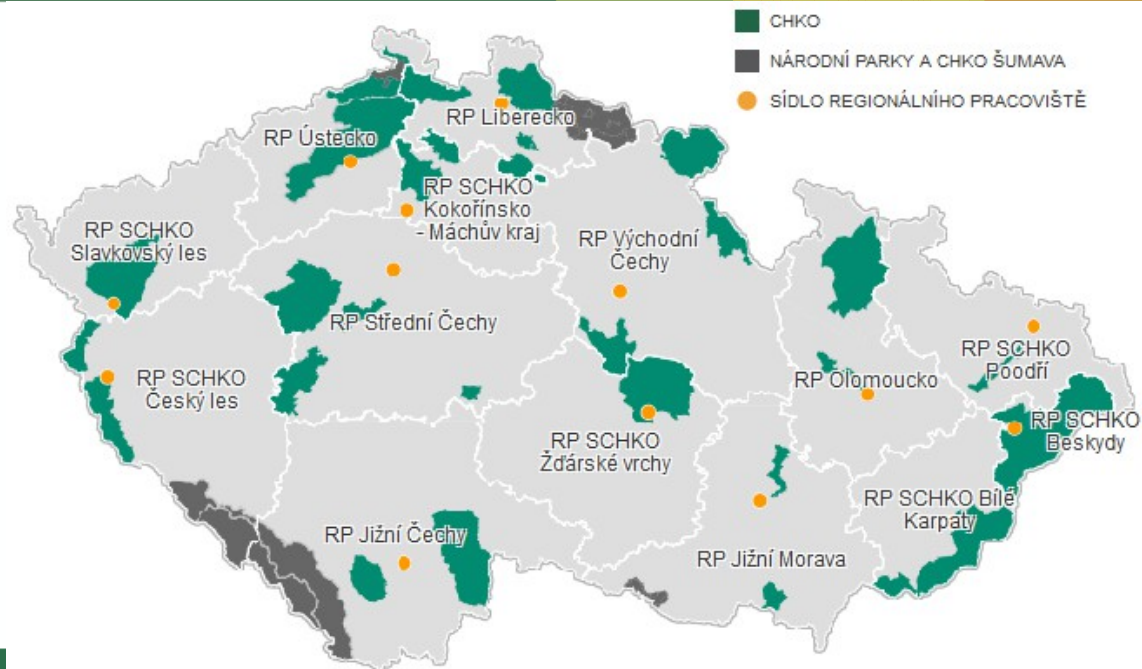 CHKO
NÁRODNÍ PARKY A CHKO ŠUMAVA
SÍDLO REGIONÁLNÍHO PRACOVIŠTĚ
RP Liberecko
RP Ústecko
RP SCHKO
Kokořínsko
- Máchův kraj
RP SCHKO
Slavkovský les
RP Východní
Čechy
RP Střední Čechy
RP SCHKO
Poodří
RP SCHKO
Český les
RP Olomoucko
RP SCHKO
Beskydy
RP SCHKO
Žďárské vrchy
RP SCHKO Bílé
Karpaty
RP Jižní Čechy
RP Jižní Morava